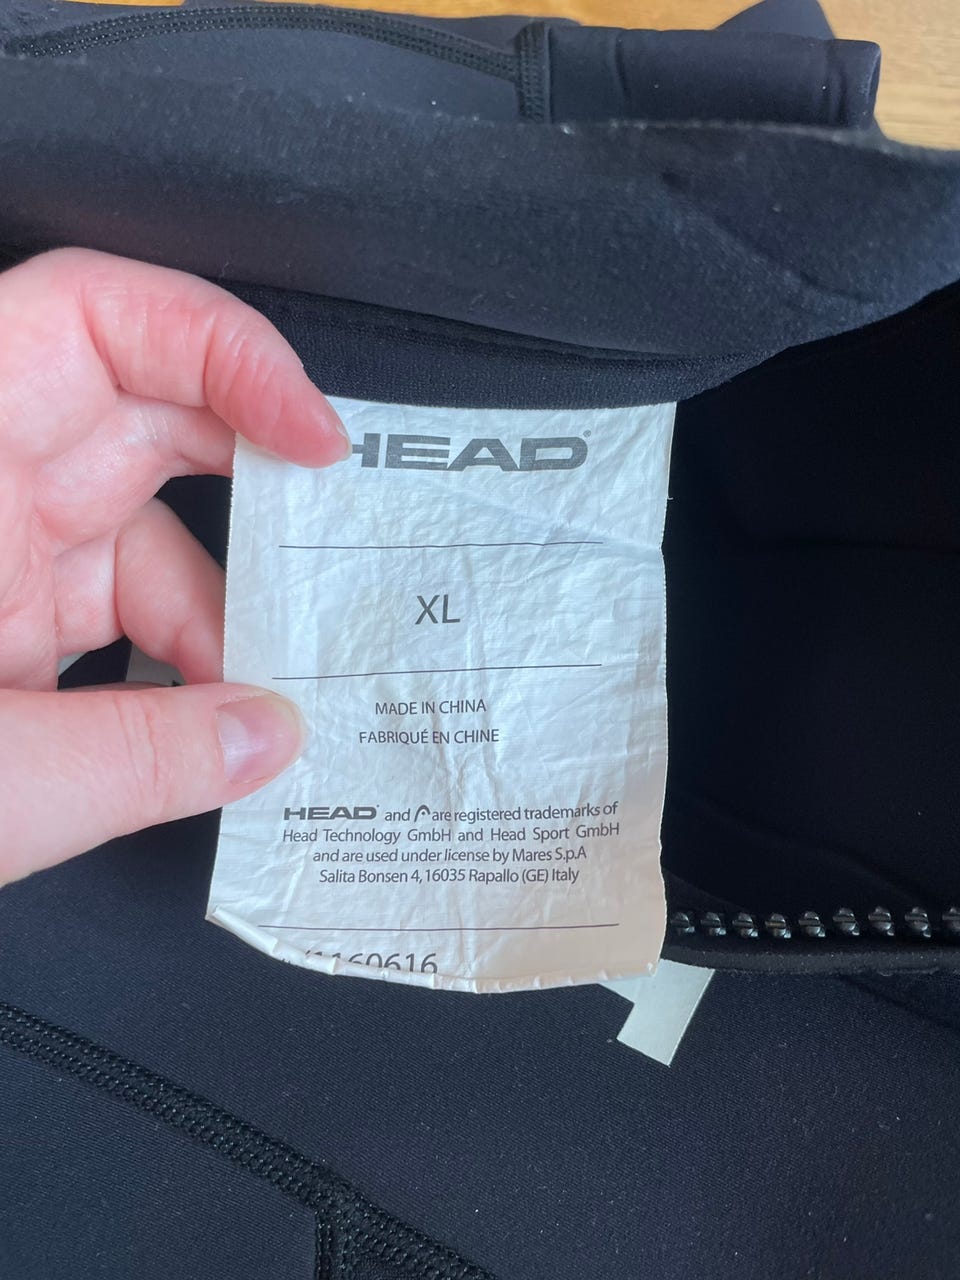 HEAD®
XL
MADE IN CHINA
FABRIQUÉ EN CHINE
HEAD® and are registered trademarks of
Head Technology GmbH and Head Sport GmbH
and are used under license by Mares S.p.A
Salita Bonsen 4, 16035 Rapallo (GE) Italy